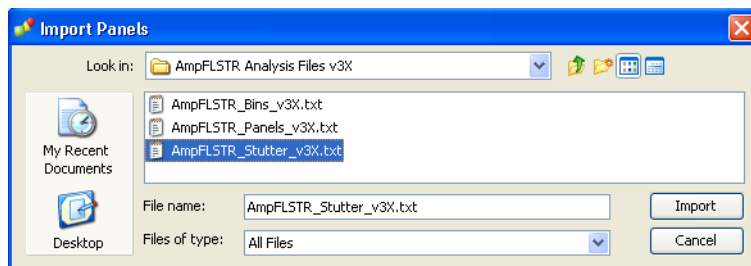 Import Panels
Look in: AmpFLSTR Analysis Files v3X
AmpFLSTR_Bins_v3X.txt
AmpFLSTR_Panels_v3X.txt
AmpFLSTR_Stutter_v3X.txt
My Recent
Documents
Desktop
File name: AmpFLSTR_Stutter_v3X.txt Import
Files of type: All Files Cancel